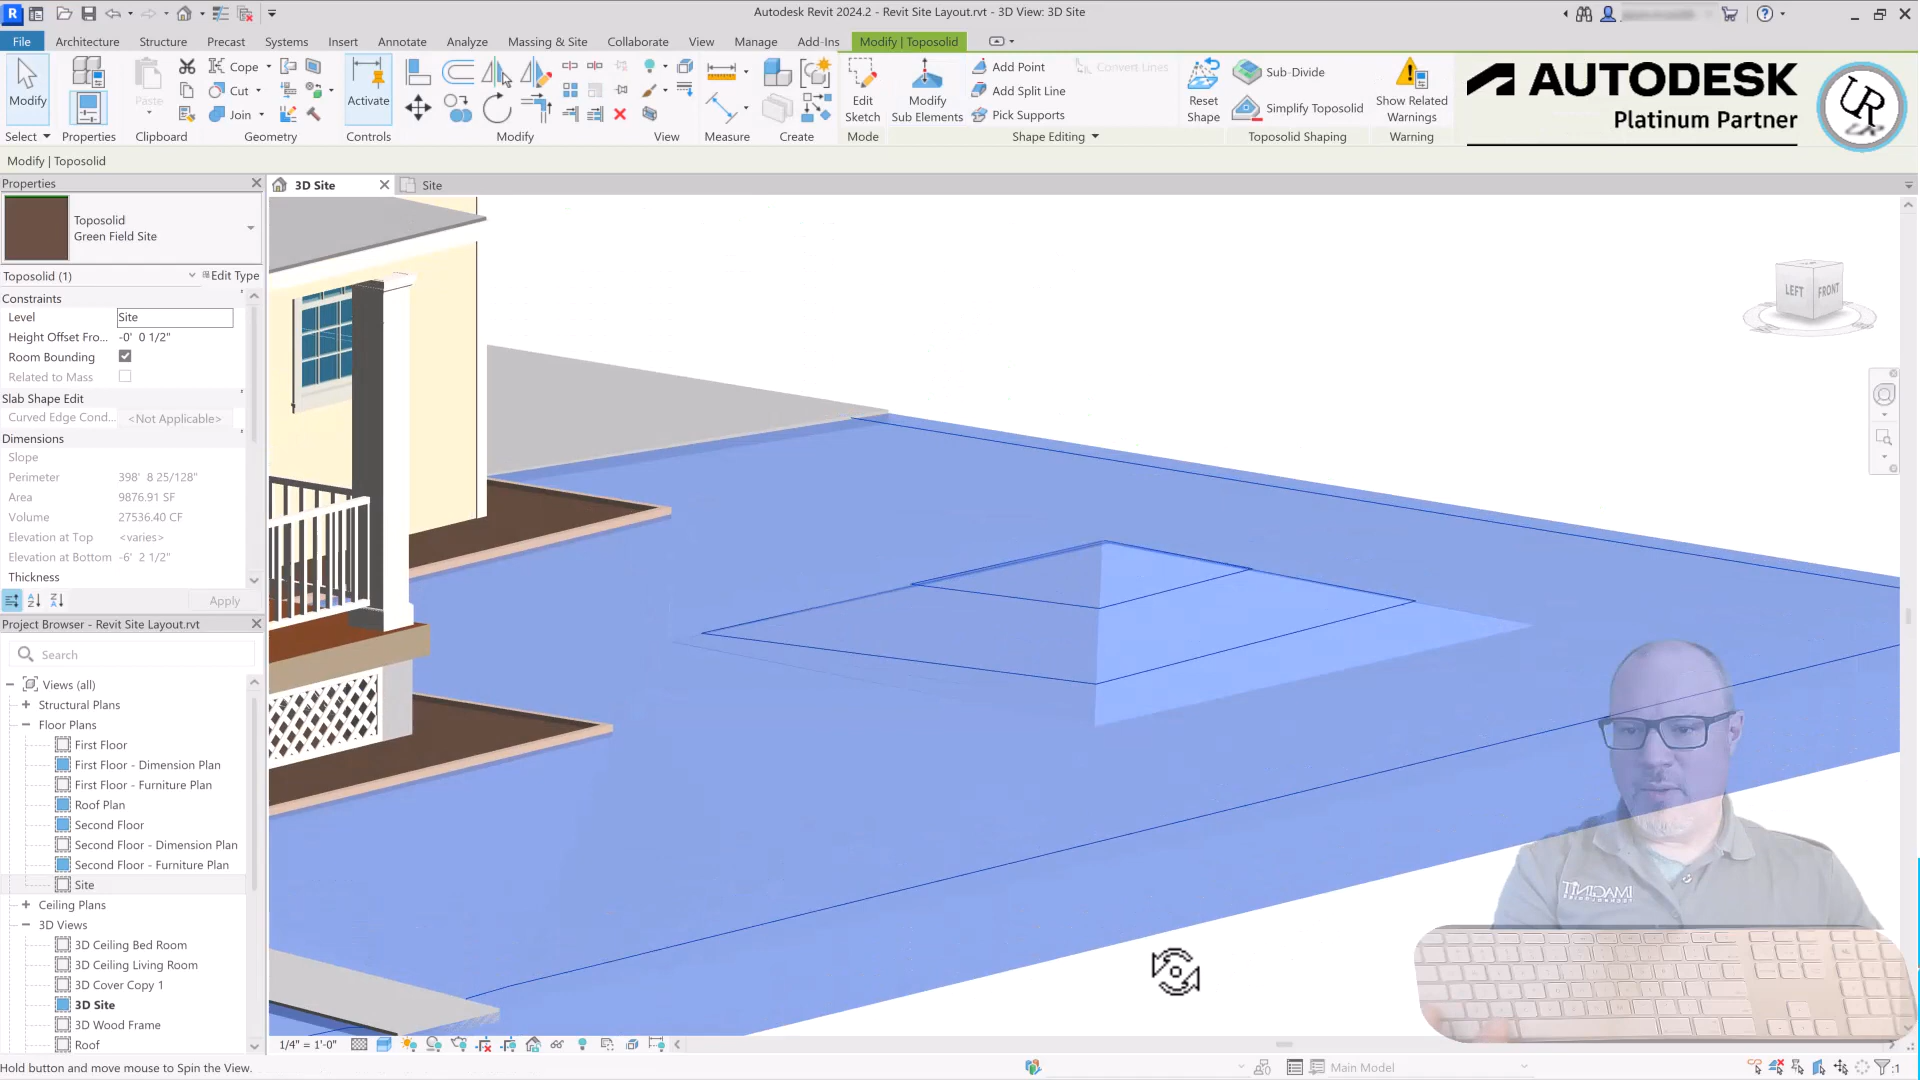 Autodesk Revit 2024.2 - Revit Site Layout.rvt - 3D View: 3D Site
File Architecture Structure Precast Systems Insert Annotate Analyze Massing & Site Collaborate View Manage Add-Ins Modify | Toposolid
Modify
Paste
Cope
Cut
Join
Activate
Edit
Sketch
Modify
Sub Elements
Add Point
Add Split Line
Pick Supports
Convert Lines
Reset
Shape
Sub-Divide
Simplify Toposolid
Show Related
Warnings
AUTODESK
Platinum Partner
UR
Select Properties Clipboard Geometry Controls Modify View Measure Create Mode Shape Editing Toposolid Shaping Warning
Modify | Toposolid
Properties
3D Site
Site
Toposolid
Green Field Site
Toposolid (1)
Edit Type
Constraints
Level Site
Height Offset Fro... -0' 0 1/2"
Room Bounding
Related to Mass
Slab Shape Edit
Curved Edge Cond... <Not Applicable>
Dimensions
Slope
Perimeter 398' 8 25/128"
Area 9876.91 SF
Volume 27536.40 CF
Elevation at Top <varies>
Elevation at Bottom -6' 2 1/2"
Thickness
Apply
Project Browser - Revit Site Layout.rvt
Search
Views (all)
Structural Plans
Floor Plans
First Floor
First Floor - Dimension Plan
First Floor - Furniture Plan
Roof Plan
Second Floor
Second Floor - Dimension Plan
Second Floor - Furniture Plan
Site
Ceiling Plans
3D Views
3D Ceiling Bed Room
3D Ceiling Living Room
3D Cover Copy 1
3D Site
3D Wood Frame
Roof
LEFT FRONT
IMAGINiT
TECHNOLOGIES
1/4" = 1'-0"
Hold button and move mouse to Spin the View.
Main Model
:1